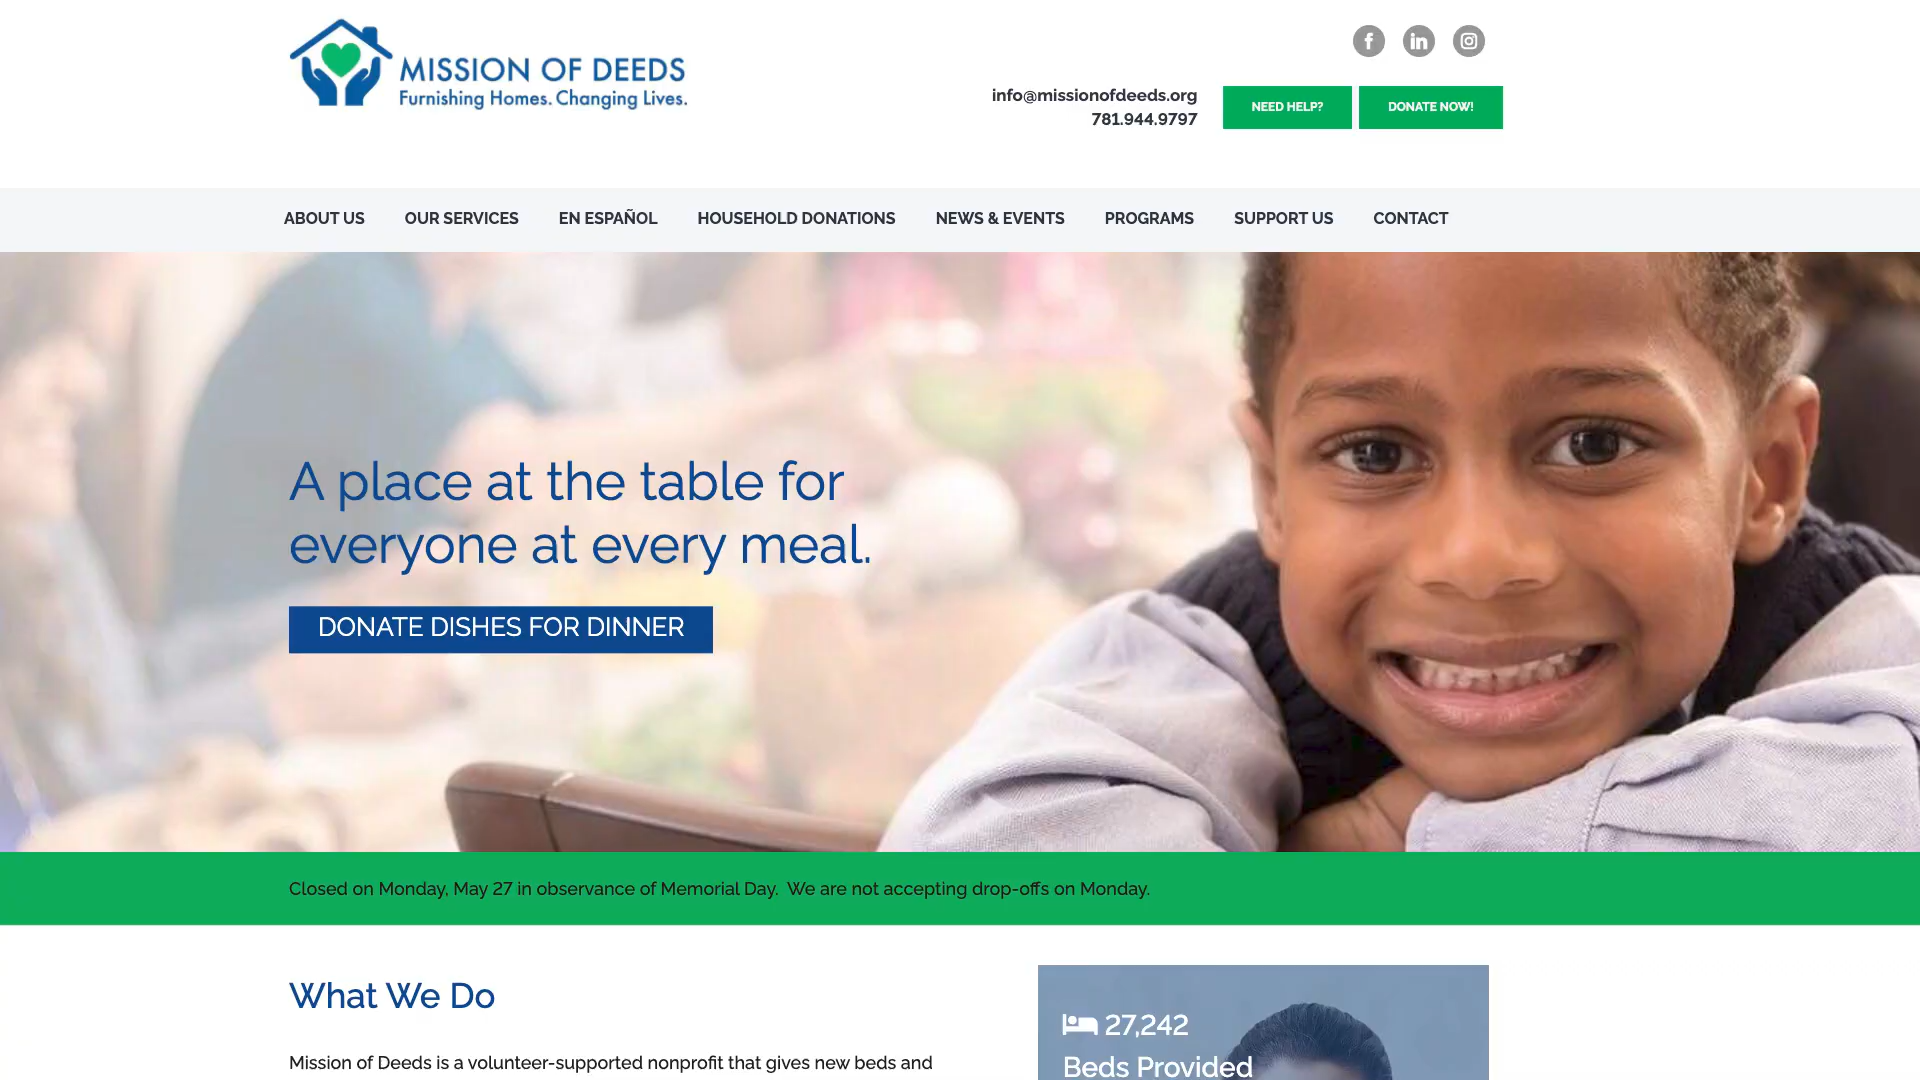 MISSION OF DEEDS
Furnishing Homes. Changing Lives.
info@missionofdeeds.org
781.944.9797
NEED HELP?
DONATE NOW!
ABOUT US
OUR SERVICES
EN ESPAÑOL
HOUSEHOLD DONATIONS
NEWS & EVENTS
PROGRAMS
SUPPORT US
CONTACT
A place at the table for
everyone at every meal.
DONATE DISHES FOR DINNER
Closed on Monday, May 27 in observance of Memorial Day.  We are not accepting drop-offs on Monday.
What We Do
Mission of Deeds is a volunteer-supported nonprofit that gives new beds and
27,242
Beds Provided